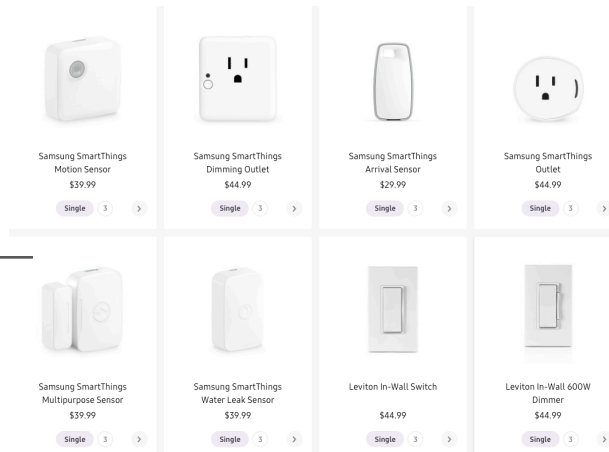 Samsung SmartThings
Motion Sensor
$39.99
Single 3 >
Samsung SmartThings
Dimming Outlet
$44.99
Single 3 >
Samsung SmartThings
Arrival Sensor
$29.99
Single 3 >
Samsung SmartThings
Outlet
$44.99
Single 3 >
Samsung SmartThings
Multipurpose Sensor
$39.99
Single 3 >
Samsung SmartThings
Water Leak Sensor
$39.99
Single 3 >
Leviton In-Wall Switch
$44.99
Single 3 >
Leviton In-Wall 600W
Dimmer
$44.99
Single 3 >